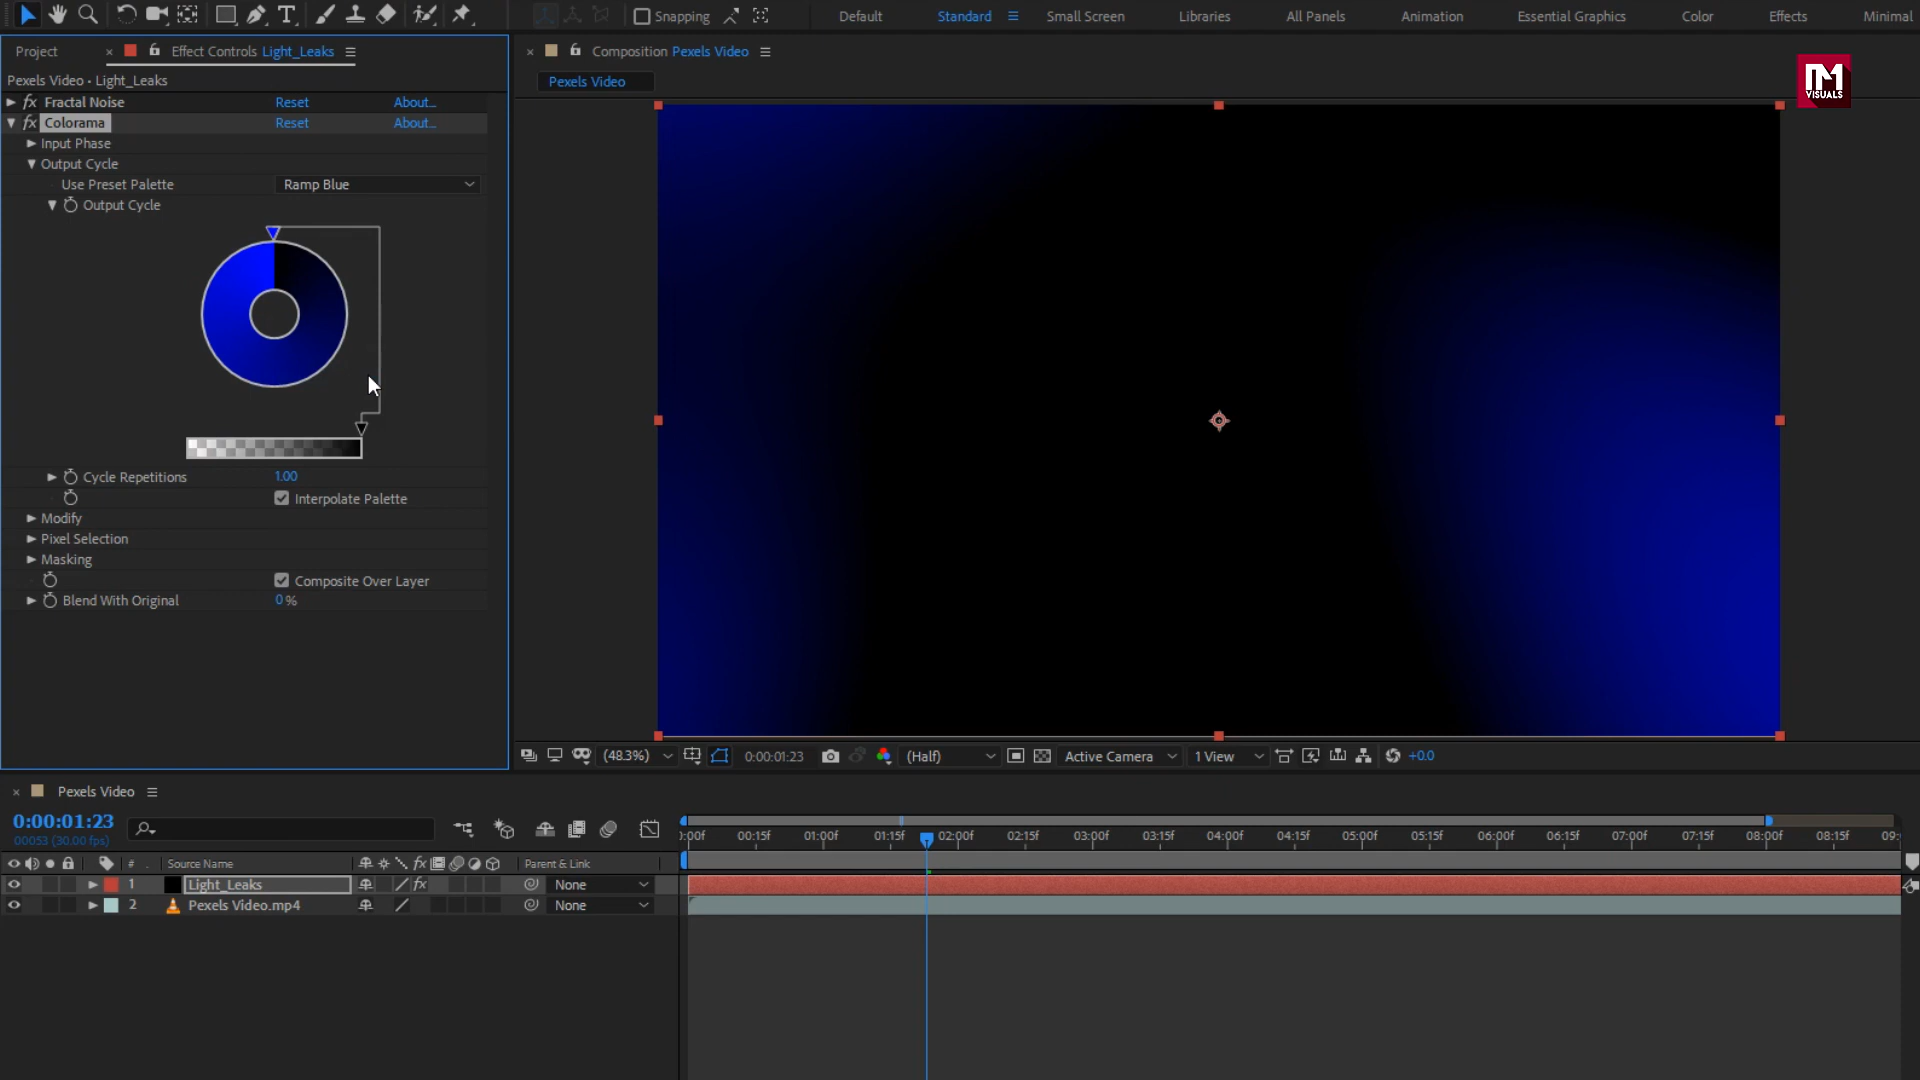 Snapping
Default
Standard
Small Screen
Libraries
All Panels
Animation
Essential Graphics
Color
Effects
Minimal
Project
Effect Controls Light_Leaks
Composition Pexels Video
Pexels Video • Light_Leaks
Pexels Video
M
VISUALS
fx Fractal Noise Reset About...
fx Colorama Reset About...
Input Phase
Output Cycle
Use Preset Palette Ramp Blue
Output Cycle
Cycle Repetitions 1.00
Interpolate Palette
Modify
Pixel Selection
Masking
Composite Over Layer
Blend With Original 0 %
(48.3%) 0:00:01:23 (Half) Active Camera 1 View +0.0
Pexels Video
0:00:01:23
00053 (30.00 fps)
:00f 00:15f 01:00f 01:15f 02:00f 02:15f 03:00f 03:15f 04:00f 04:15f 05:00f 05:15f 06:00f 06:15f 07:00f 07:15f 08:00f 08:15f 09:
# Source Name fx Parent & Link
1 Light_Leaks fx None
2 Pexels Video.mp4 None